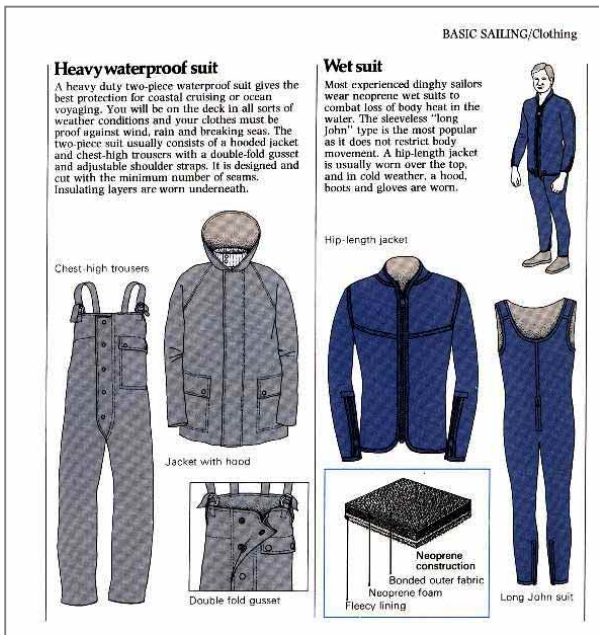 BASIC SAILING/Clothing
Heavy waterproof suit
A heavy duty two-piece waterproof suit gives the
best protection for coastal cruising or ocean
voyaging. You will be on the deck in all sorts of
weather conditions and your clothes must be
proof against wind, rain and breaking seas. The
two-piece suit usually consists of a hooded jacket
and chest-high trousers with a double-fold gusset
and adjustable shoulder straps. It is designed and
cut with the minimum number of seams.
Insulating layers are worn underneath.
Chest-high trousers
Jacket with hood
Double fold gusset
Wet suit
Most experienced dinghy sailors
wear neoprene wet suits to
combat loss of body heat in the
water. The sleeveless "long
John" type is the most popular
as it does not restrict body
movement. A hip-length jacket
is usually worn over the top,
and in cold weather, a hood,
boots and gloves are worn.
Hip-length jacket
Neoprene
construction
Bonded outer fabric
Neoprene foam
Fleecy lining
Long John suit